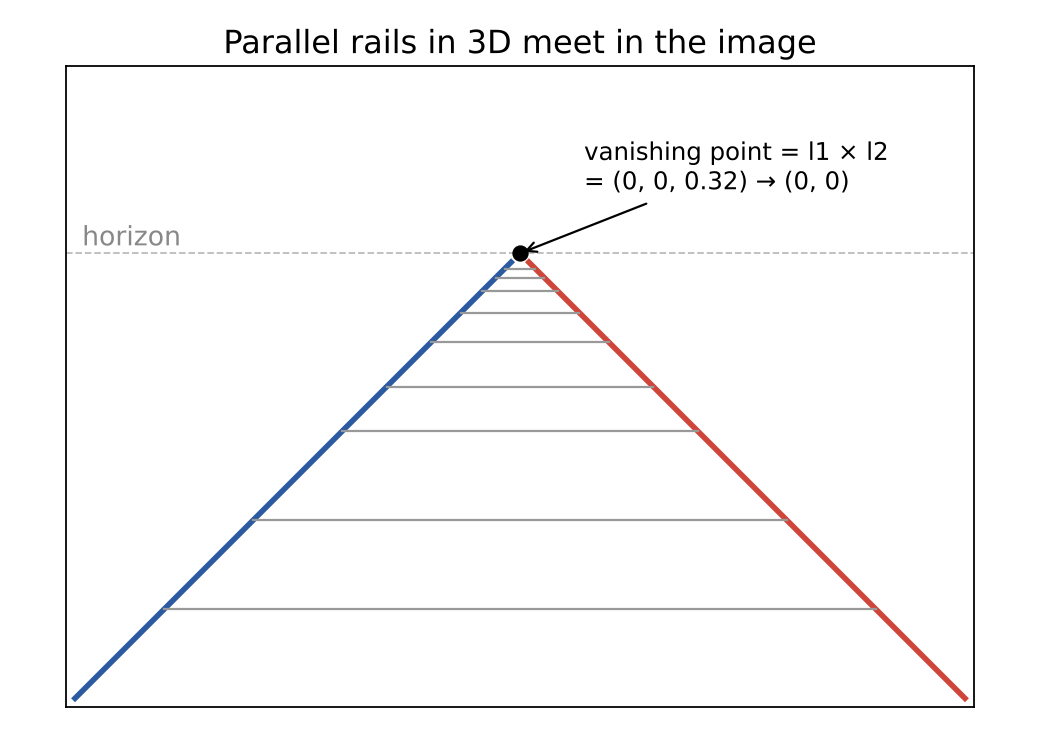 Parallel rails in 3D meet in the image
vanishing point = l1 × l2
= (0, 0, 0.32) → (0, 0)
horizon